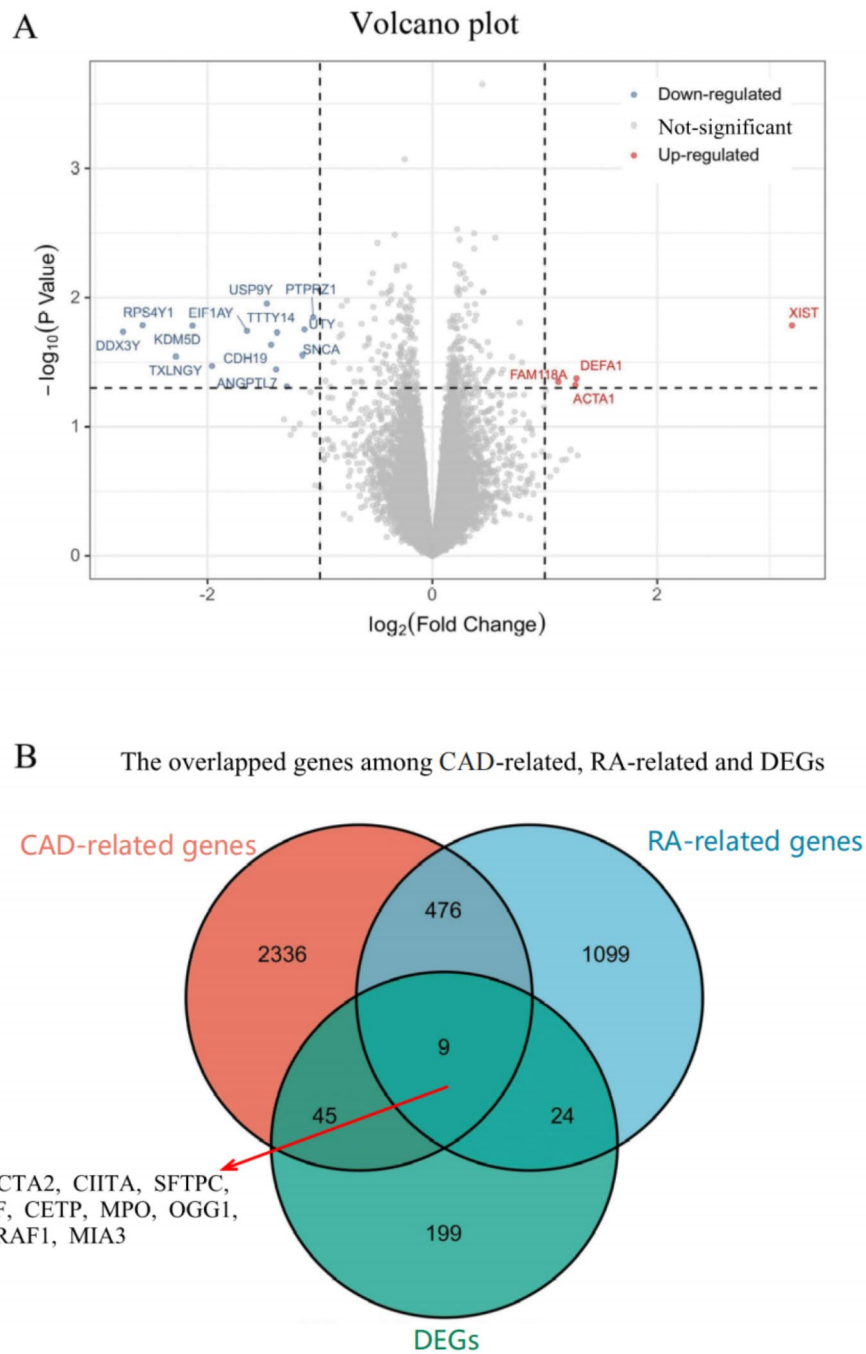 A
Volcano plot
Down-regulated
Not-significant
Up-regulated
3
2
1
0
−log10(P Value)
USP9Y
PTPRZ1
RPS4Y1
EIF1AY
TTTY14
UTY
DDX3Y
KDM5D
CDH19
SNCA
TXLNGY
ANGPTL7
XIST
FAM118A
DEFA1
ACTA1
-2
0
2
log2(Fold Change)
B
The overlapped genes among CAD-related, RA-related and DEGs
CAD-related genes
RA-related genes
476
2336
1099
9
45
24
CTA2, CIITA, SFTPC,
F, CETP, MPO, OGG1,
RAF1, MIA3
199
DEGs